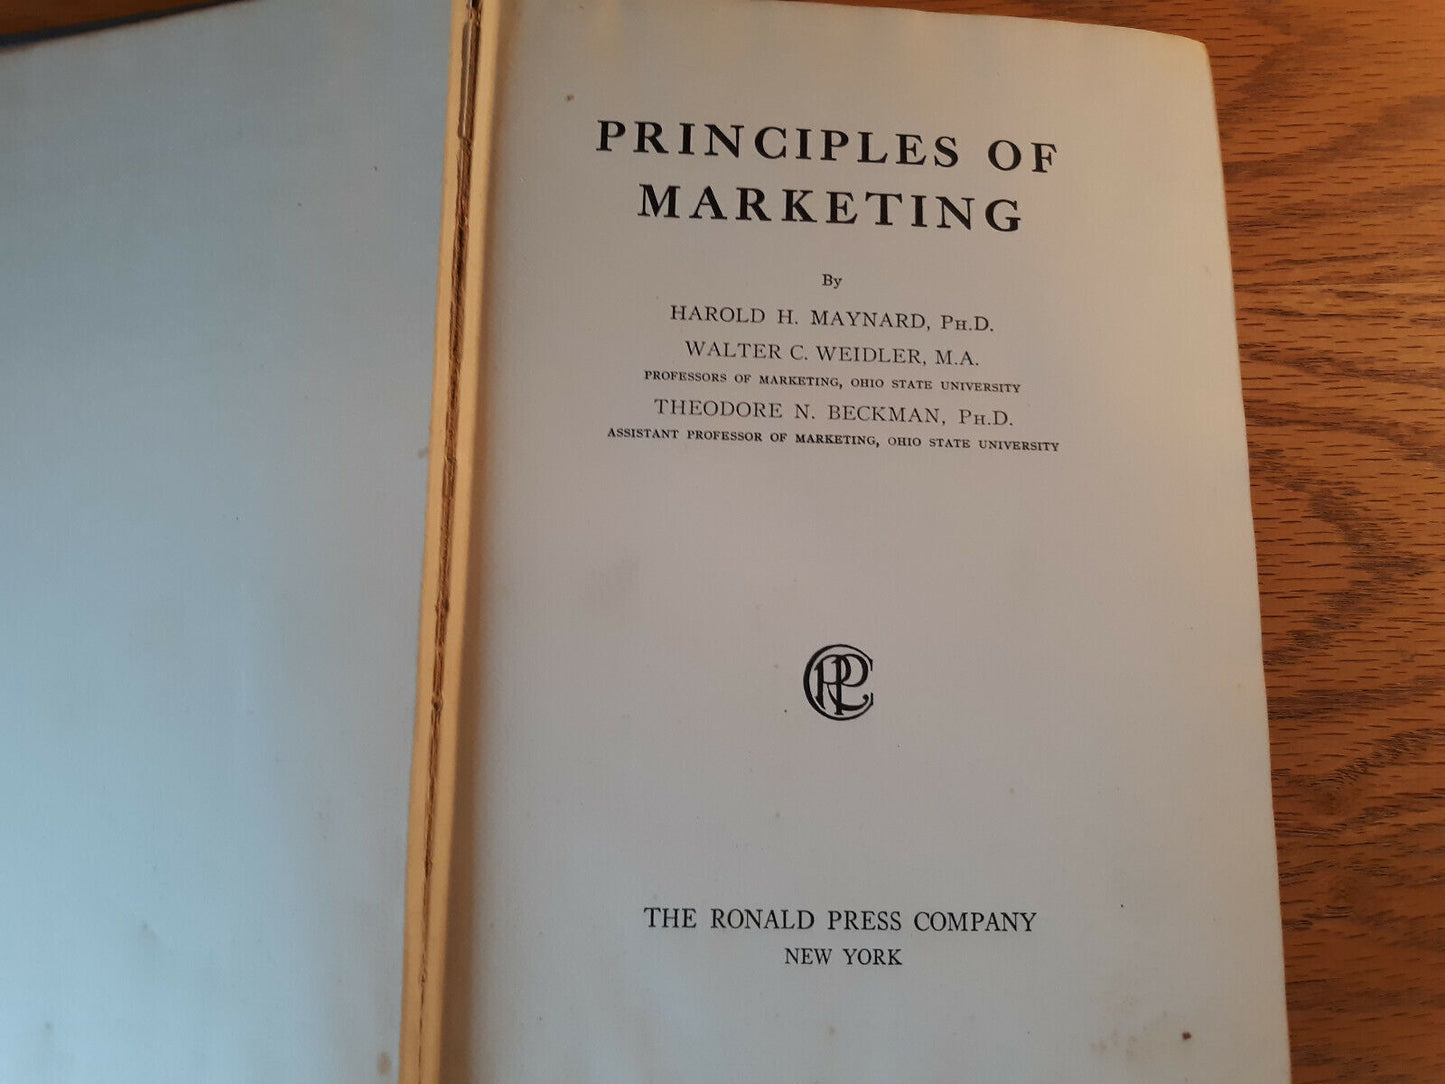 PRINCIPLES OF
MARKETING
By
HAROLD H. MAYNARD, PH.D.
WALTER C. WEIDLER, M.A.
PROFESSORS OF MARKETING, OHIO STATE UNIVERSITY
THEODORE N. BECKMAN, PH.D.
ASSISTANT PROFESSOR OF MARKETING, OHIO STATE UNIVERSITY
CRP
THE RONALD PRESS COMPANY
NEW YORK